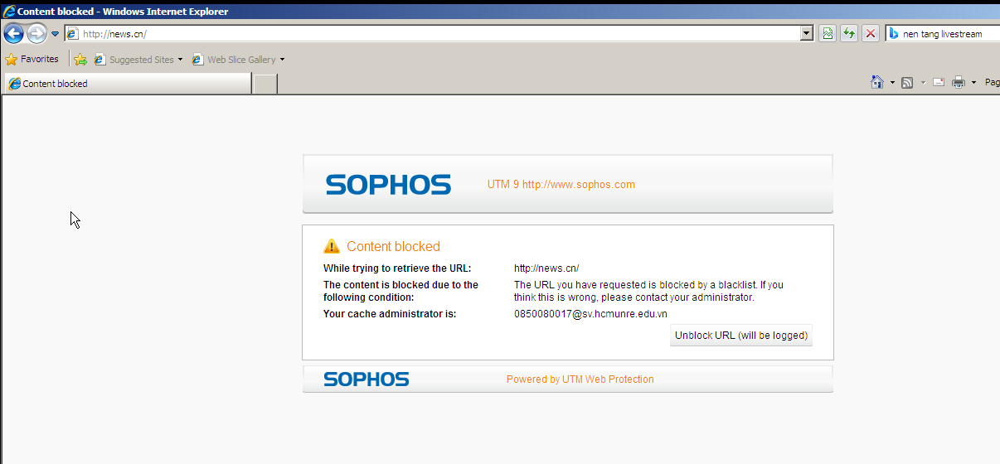 Content blocked - Windows Internet Explorer
http://news.cn/
nen tang livestream
Favorites
Suggested Sites
Web Slice Gallery
Content blocked
Pag
SOPHOS
UTM 9 http://www.sophos.com
Content blocked
While trying to retrieve the URL: http://news.cn/
The content is blocked due to the The URL you have requested is blocked by a blacklist. If you
following condition: think this is wrong, please contact your administrator.
Your cache administrator is: 0850080017@sv.hcmunre.edu.vn
Unblock URL (will be logged)
SOPHOS
Powered by UTM Web Protection